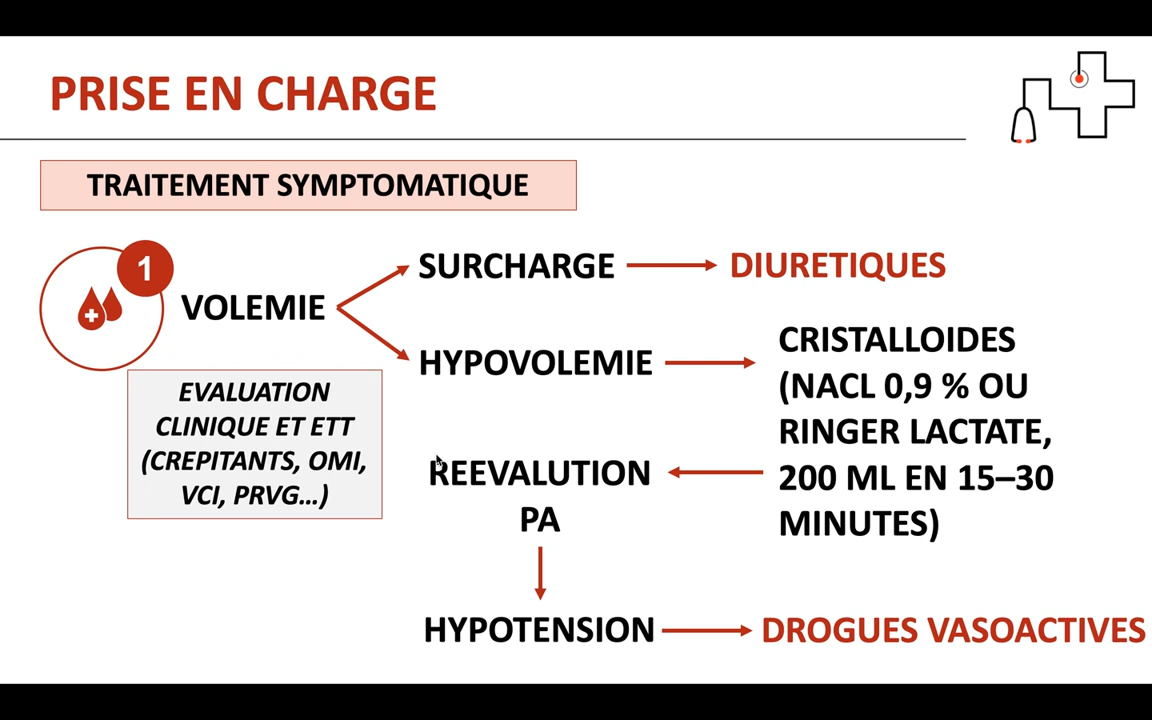 PRISE EN CHARGE
TRAITEMENT SYMPTOMATIQUE
1
VOLEMIE
SURCHARGE
DIURETIQUES
HYPOVOLEMIE
CRISTALLOIDES
(NACL 0,9 % OU
RINGER LACTATE,
200 ML EN 15–30
MINUTES)
EVALUATION
CLINIQUE ET ETT
(CREPITANTS, OMI,
VCI, PRVG...)
REEVALUTION
PA
HYPOTENSION
DROGUES VASOACTIVES